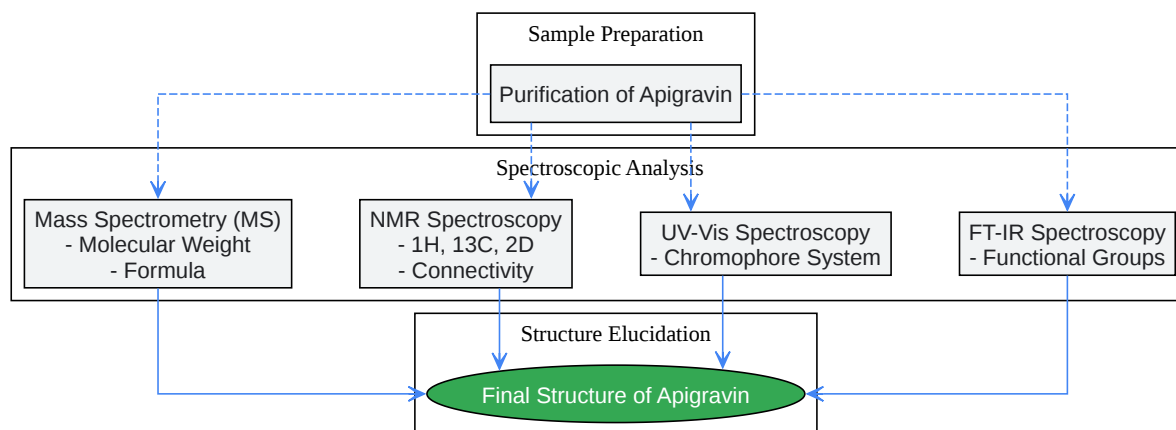 Sample Preparation
Purification of Apigravin
Spectroscopic Analysis
Mass Spectrometry (MS)
- Molecular Weight
- Formula
NMR Spectroscopy
- 1H, 13C, 2D
- Connectivity
UV-Vis Spectroscopy
- Chromophore System
FT-IR Spectroscopy
- Functional Groups
Structure Elucidation
Final Structure of Apigravin